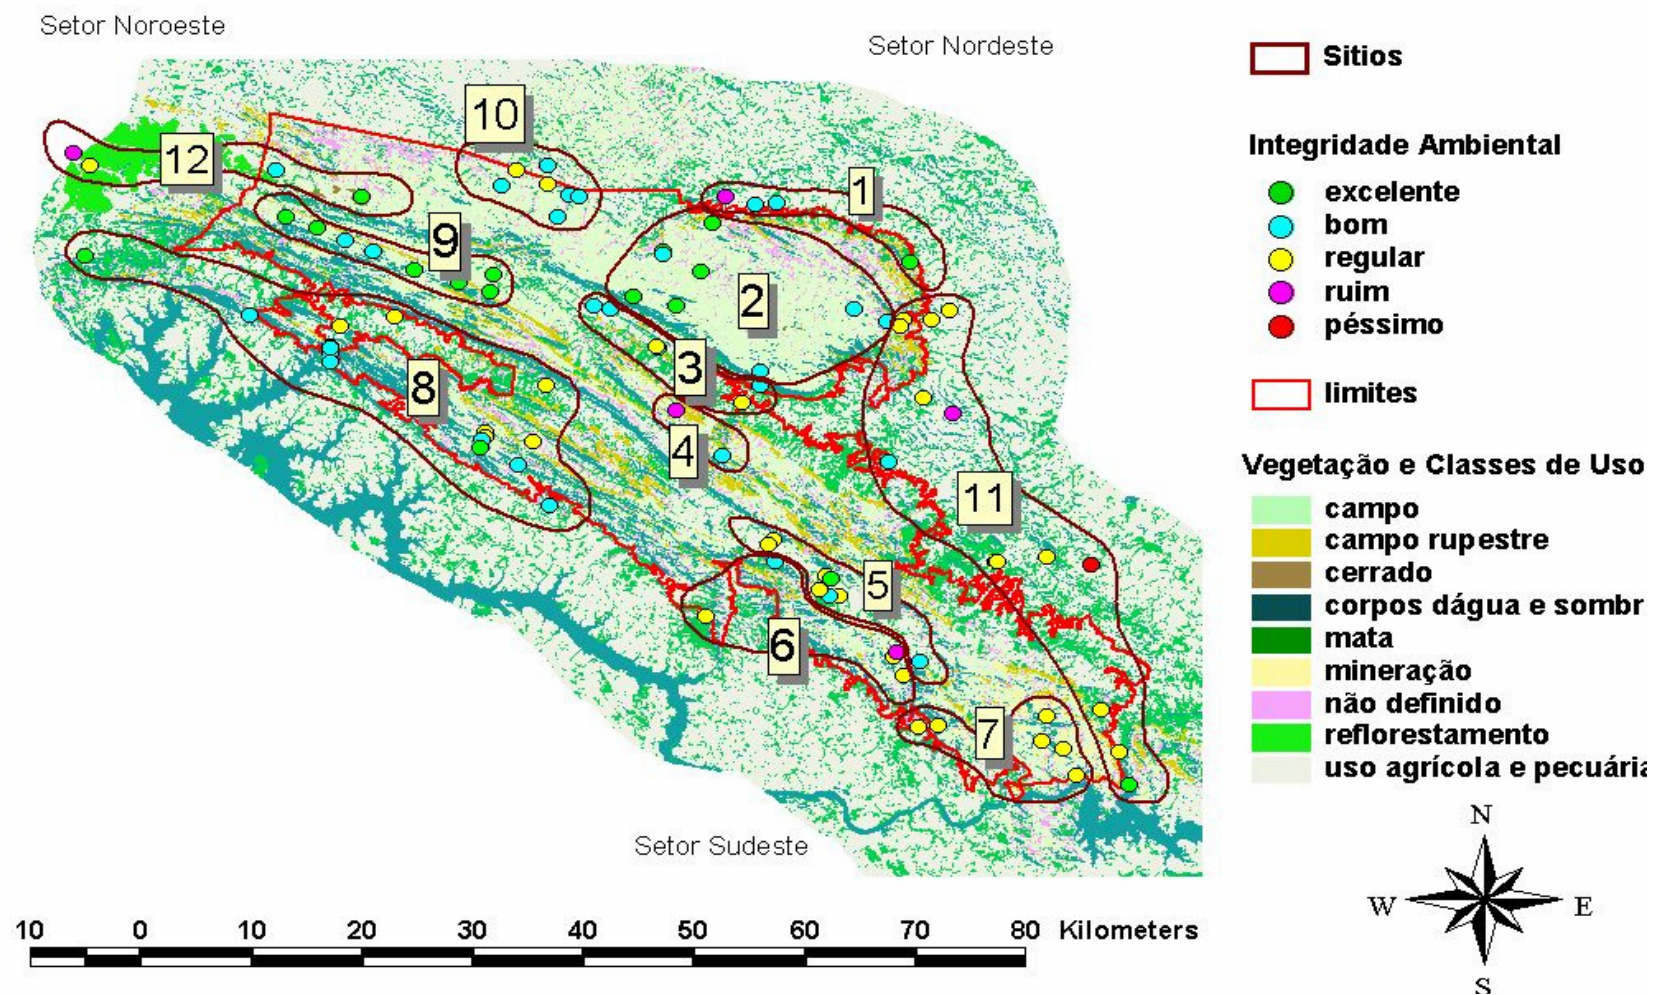 Setor Noroeste
Setor Nordeste
10
12
1
9
2
3
8
4
11
5
6
7
Setor Sudeste
10 0 10 20 30 40 50 60 70 80 Kilometers
Sitios
Integridade Ambiental
excelente
bom
regular
ruim
péssimo
limites
Vegetação e Classes de Uso
campo
campo rupestre
cerrado
corpos dágua e sombr
mata
mineração
não definido
reflorestamento
uso agrícola e pecuária
N
W E
S